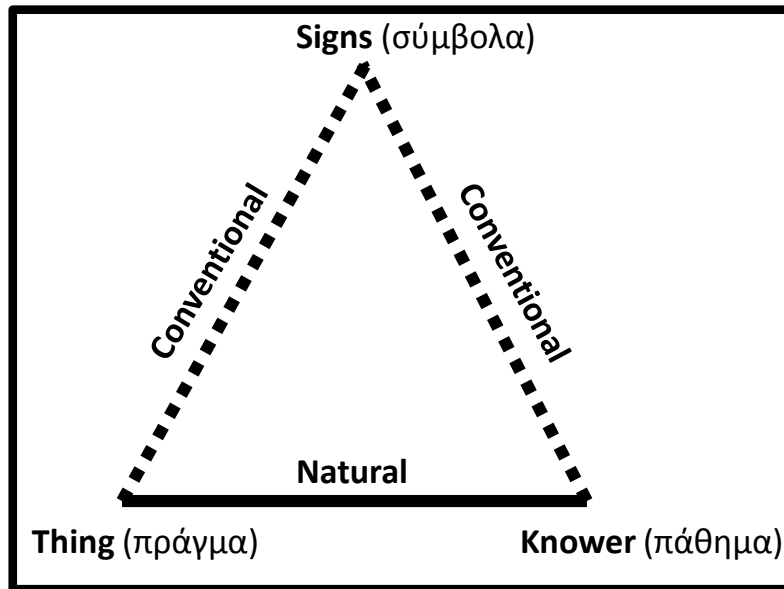 Signs (σύμβολα)
Conventional
Conventional
Natural
Thing (πράγμα)
Knower (πάθημα)